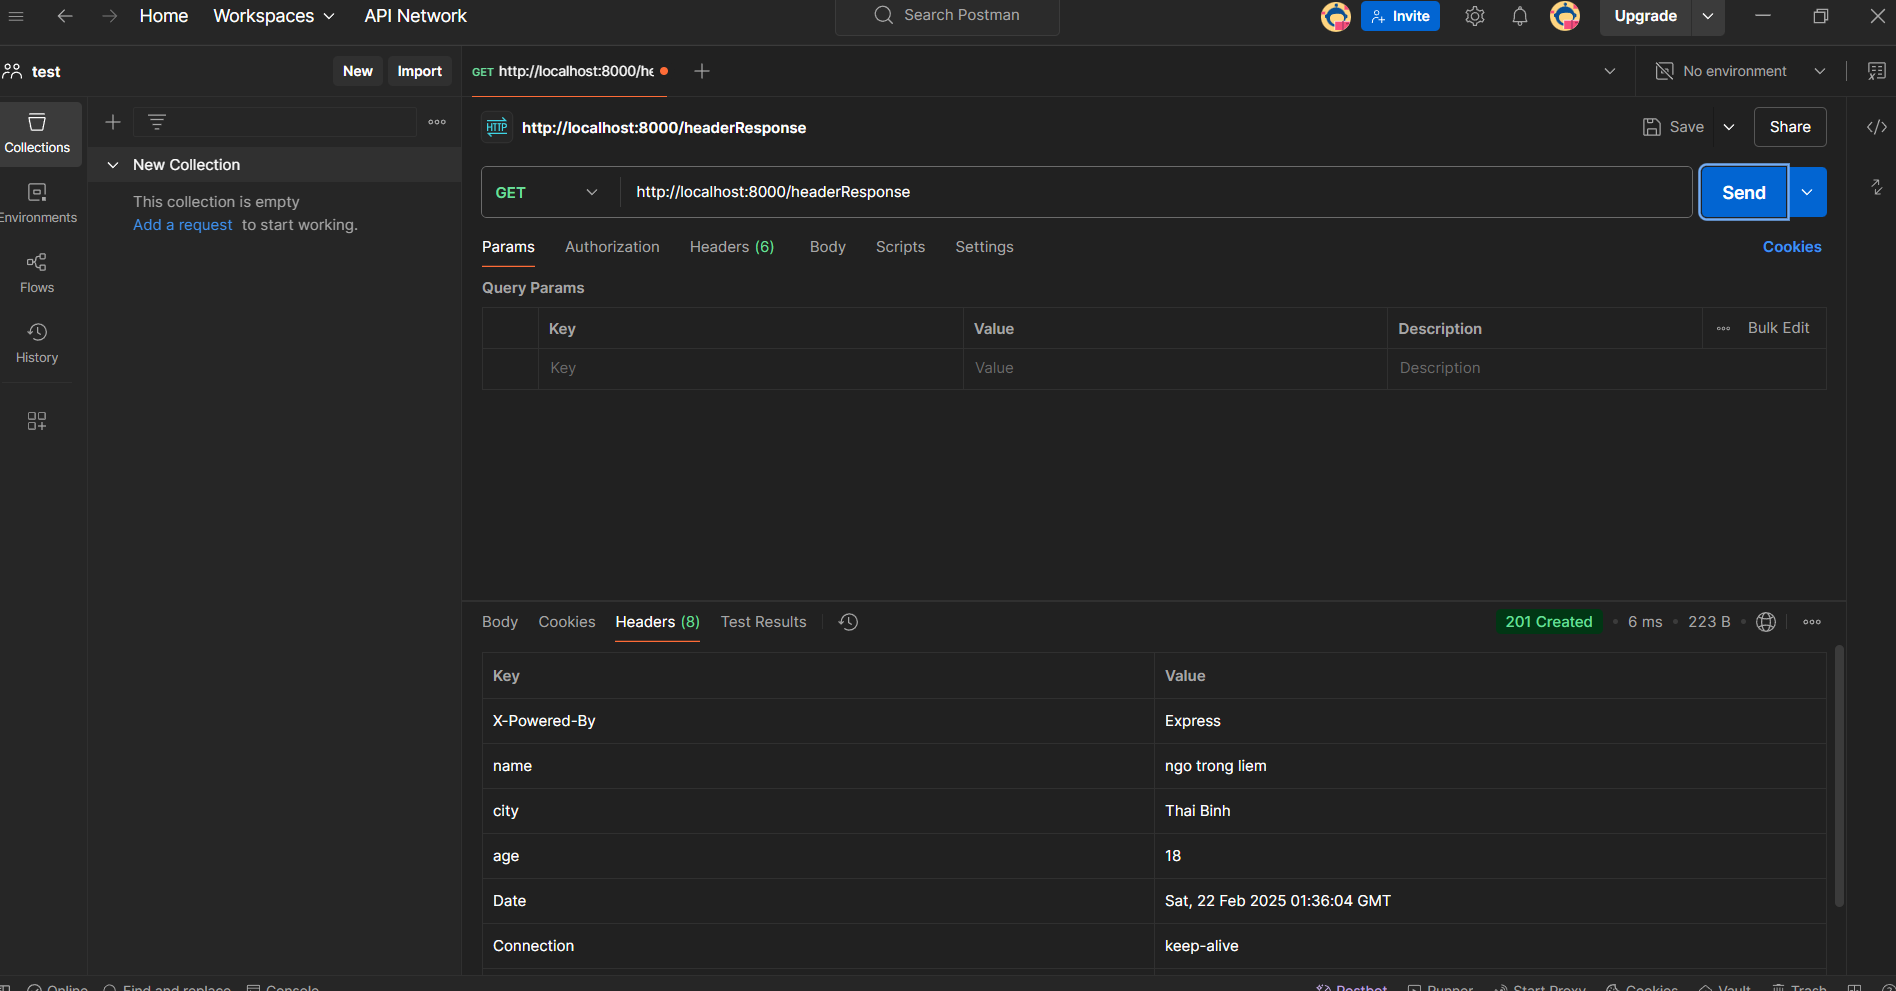 Home Workspaces API Network Search Postman Invite Upgrade
test New Import GET http://localhost:8000/he No environment
Collections
New Collection
This collection is empty
Add a request to start working.
Environments
Flows
History
HTTP http://localhost:8000/headerResponse Save Share
GET http://localhost:8000/headerResponse Send
Params Authorization Headers (6) Body Scripts Settings Cookies
Query Params
Key Value Description Bulk Edit
Key Value Description
Body Cookies Headers (8) Test Results 201 Created • 6 ms • 223 B •
Key Value
X-Powered-By Express
name ngo trong liem
city Thai Binh
age 18
Date Sat, 22 Feb 2025 01:36:04 GMT
Connection keep-alive
Online Find and replace Console Postbot Runner Start Proxy Cookies Vault Trash